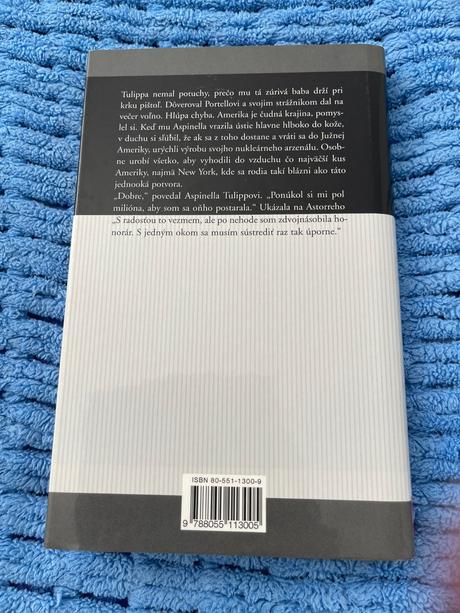 Tulippa nemal potuchy, prečo mu tá zúrivá baba drží pri
krku pištoľ. Dôveroval Portellovi a svojim strážnikom dal na
večer voľno. Hlúpa chyba. Amerika je čudná krajina, pomys-
lel si. Keď mu Aspinella vrazila ústie hlavne hlboko do kože,
v duchu si sľúbil, že ak sa z toho dostane a vráti sa do Južnej
Ameriky, urýchli výrobu svojho nukleárneho arzenálu. Osob-
ne urobí všetko, aby vyhodili do vzduchu čo najväčší kus
Ameriky, najmä New York, kde sa rodia takí blázni ako táto
jednooká potvora.
„Dobre,“ povedal Aspinella Tulippovi. „Ponúkol si mi pol
milióna, aby som sa oňho postarala.“ Ukázala na Astorreho
„S radosťou to vezmem, ale po nehode som zdvojnásobila ho-
norár. S jedným okom sa musím sústrediť raz tak úporne.“
ISBN 80-551-1300-9
9 788055 113005